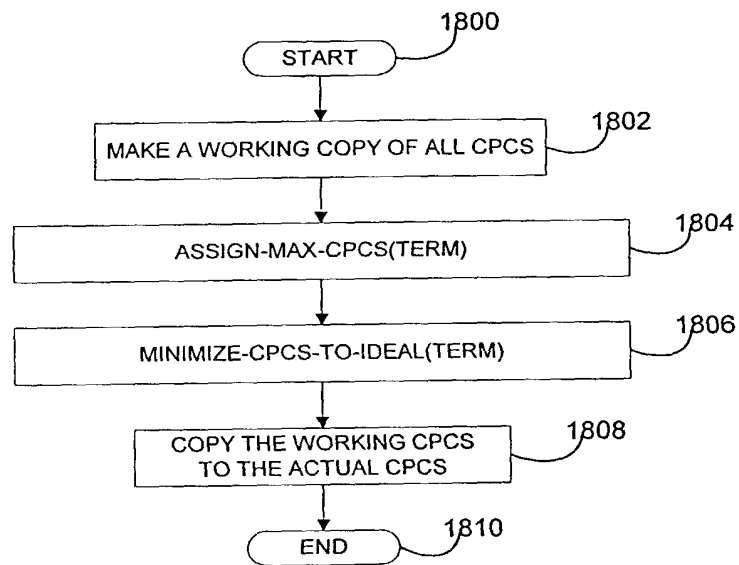 1800
START
1802
MAKE A WORKING COPY OF ALL CPCS
1804
ASSIGN-MAX-CPCS(TERM)
1806
MINIMIZE-CPCS-TO-IDEAL(TERM)
1808
COPY THE WORKING CPCS
TO THE ACTUAL CPCS
1810
END